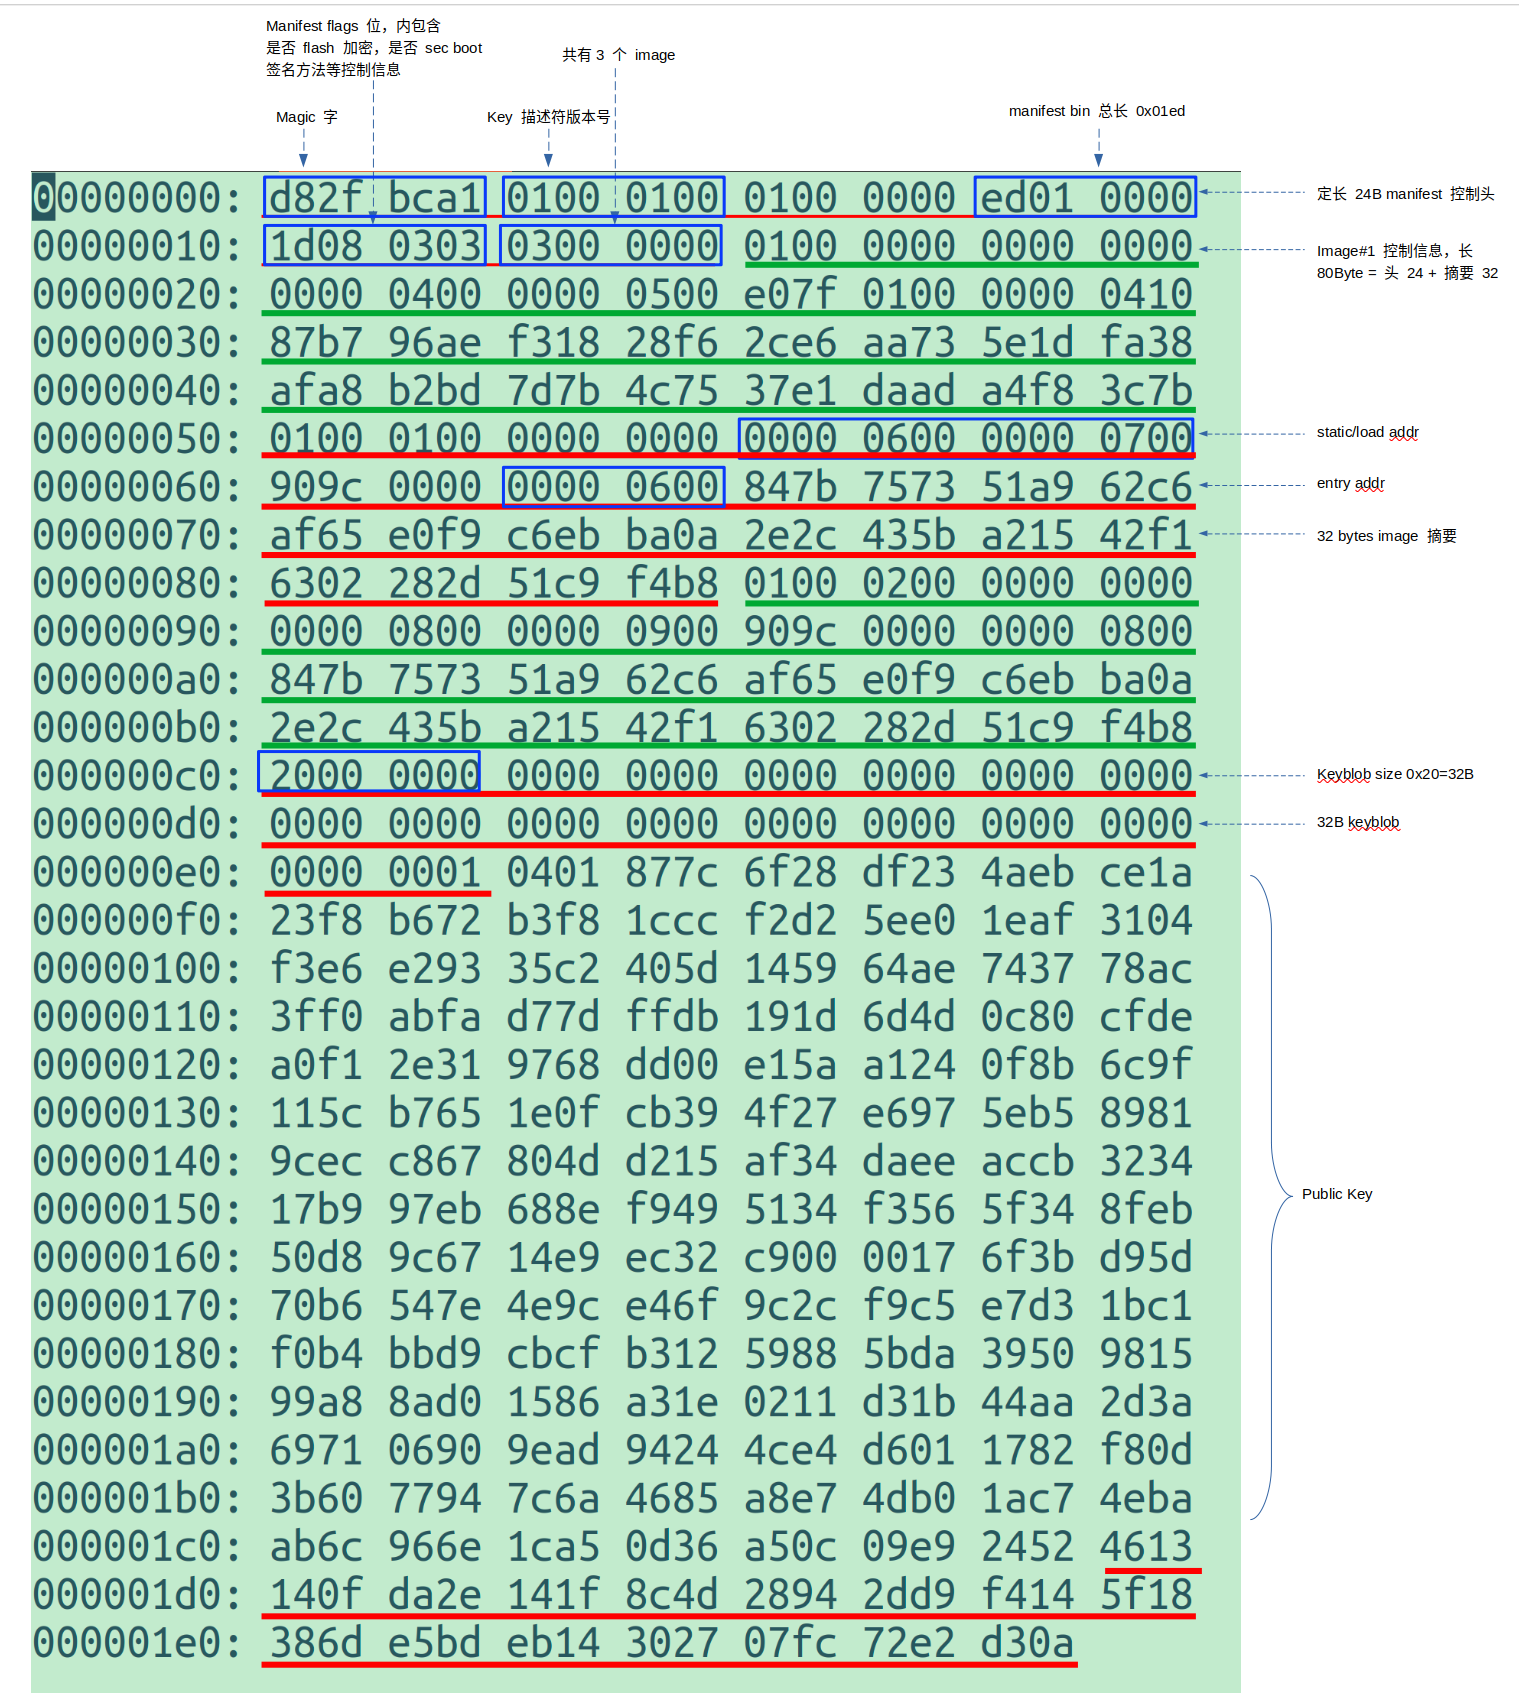 Manifest flags 位，内包含
是否 flash 加密，是否 sec boot
签名方法等控制信息
共有 3 个 image
Magic 字
Key 描述符版本号
manifest bin 总长 0x01ed
00000000: d82f bca1 0100 0100 0100 0000 ed01 0000
定长 24B manifest 控制头
00000010: 1d08 0303 0300 0000 0100 0000 0000 0000
Image#1 控制信息，长
80Byte = 头 24 + 摘要 32
00000020: 0000 0400 0000 0500 e07f 0100 0000 0410
00000030: 87b7 96ae f318 28f6 2ce6 aa73 5e1d fa38
00000040: afa8 b2bd 7d7b 4c75 37e1 daad a4f8 3c7b
00000050: 0100 0100 0000 0000 0000 0600 0000 0700
static/load addr
00000060: 909c 0000 0000 0600 847b 7573 51a9 62c6
entry addr
00000070: af65 e0f9 c6eb ba0a 2e2c 435b a215 42f1
32 bytes image 摘要
00000080: 6302 282d 51c9 f4b8 0100 0200 0000 0000
00000090: 0000 0800 0000 0900 909c 0000 0000 0800
000000a0: 847b 7573 51a9 62c6 af65 e0f9 c6eb ba0a
000000b0: 2e2c 435b a215 42f1 6302 282d 51c9 f4b8
000000c0: 2000 0000 0000 0000 0000 0000 0000 0000
Keyblob size 0x20=32B
000000d0: 0000 0000 0000 0000 0000 0000 0000 0000
32B keyblob
000000e0: 0000 0001 0401 877c 6f28 df23 4aeb ce1a
000000f0: 23f8 b672 b3f8 1ccc f2d2 5ee0 1eaf 3104
00000100: f3e6 e293 35c2 405d 1459 64ae 7437 78ac
00000110: 3ff0 abfa d77d ffdb 191d 6d4d 0c80 cfde
00000120: a0f1 2e31 9768 dd00 e15a a124 0f8b 6c9f
00000130: 115c b765 1e0f cb39 4f27 e697 5eb5 8981
00000140: 9cec c867 804d d215 af34 daee accb 3234
00000150: 17b9 97eb 688e f949 5134 f356 5f34 8feb
Public Key
00000160: 50d8 9c67 14e9 ec32 c900 0017 6f3b d95d
00000170: 70b6 547e 4e9c e46f 9c2c f9c5 e7d3 1bc1
00000180: f0b4 bbd9 cbcf b312 5988 5bda 3950 9815
00000190: 99a8 8ad0 1586 a31e 0211 d31b 44aa 2d3a
000001a0: 6971 0690 9ead 9424 4ce4 d601 1782 f80d
000001b0: 3b60 7794 7c6a 4685 a8e7 4db0 1ac7 4eba
000001c0: ab6c 966e 1ca5 0d36 a50c 09e9 2452 4613
000001d0: 140f da2e 141f 8c4d 2894 2dd9 f414 5f18
000001e0: 386d e5bd eb14 3027 07fc 72e2 d30a